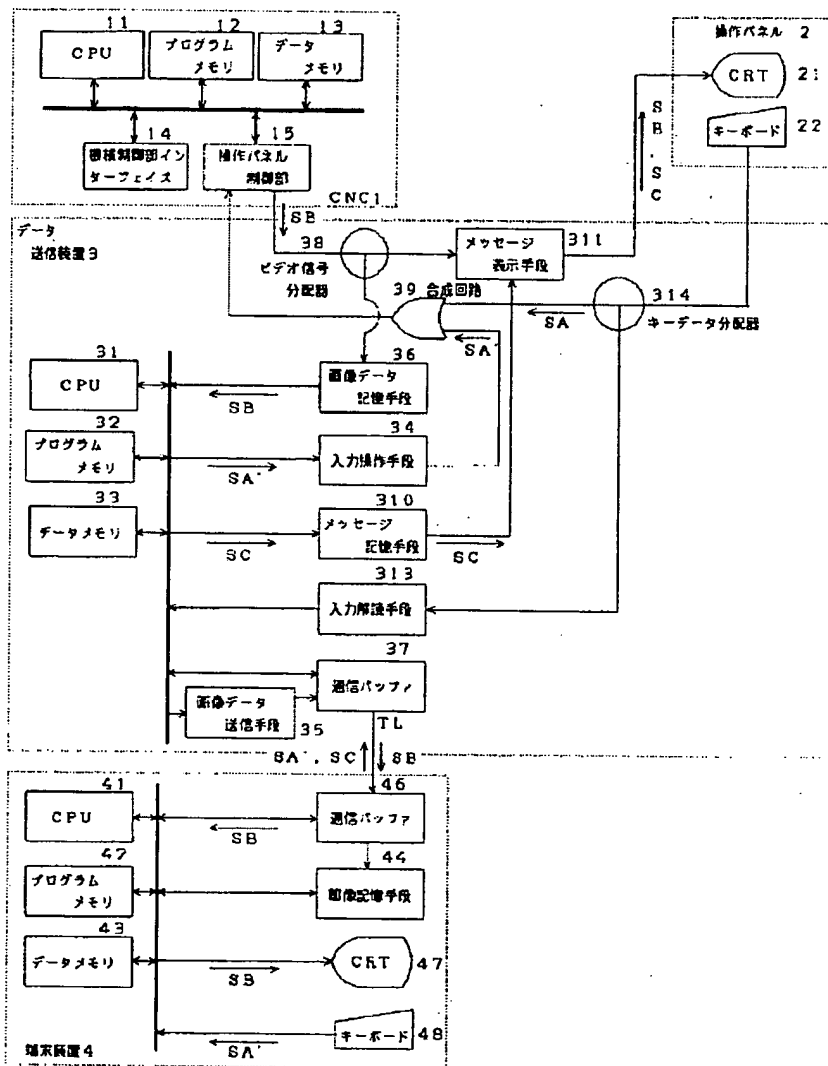 11
12
13
CPU
プログラム
メモリ
データ
メモリ
14
15
機械制御部イン
ターフェイス
操作パネル
制御部
CNC1
操作パネル 2
CRT
21
キーボード
22
SB , SC
データ
送信装置3
SB
38
ビデオ信号
分配器
メッセージ
表示手段
311
39 合成回路
SA
314
キーデータ分配器
SA'
31
CPU
36
画像データ
記憶手段
SB
32
プログラム
メモリ
34
入力操作手段
SA'
33
データメモリ
310
メッセージ
記憶手段
SC
SC
313
入力解読手段
37
通信バッファ
画像データ
送信手段
35
TL
SA' , SC
SB
41
CPU
46
通信バッファ
SB
44
画像記憶手段
42
プログラム
メモリ
43
データメモリ
SB
CRT
47
キーボード
48
SA'
端末装置4